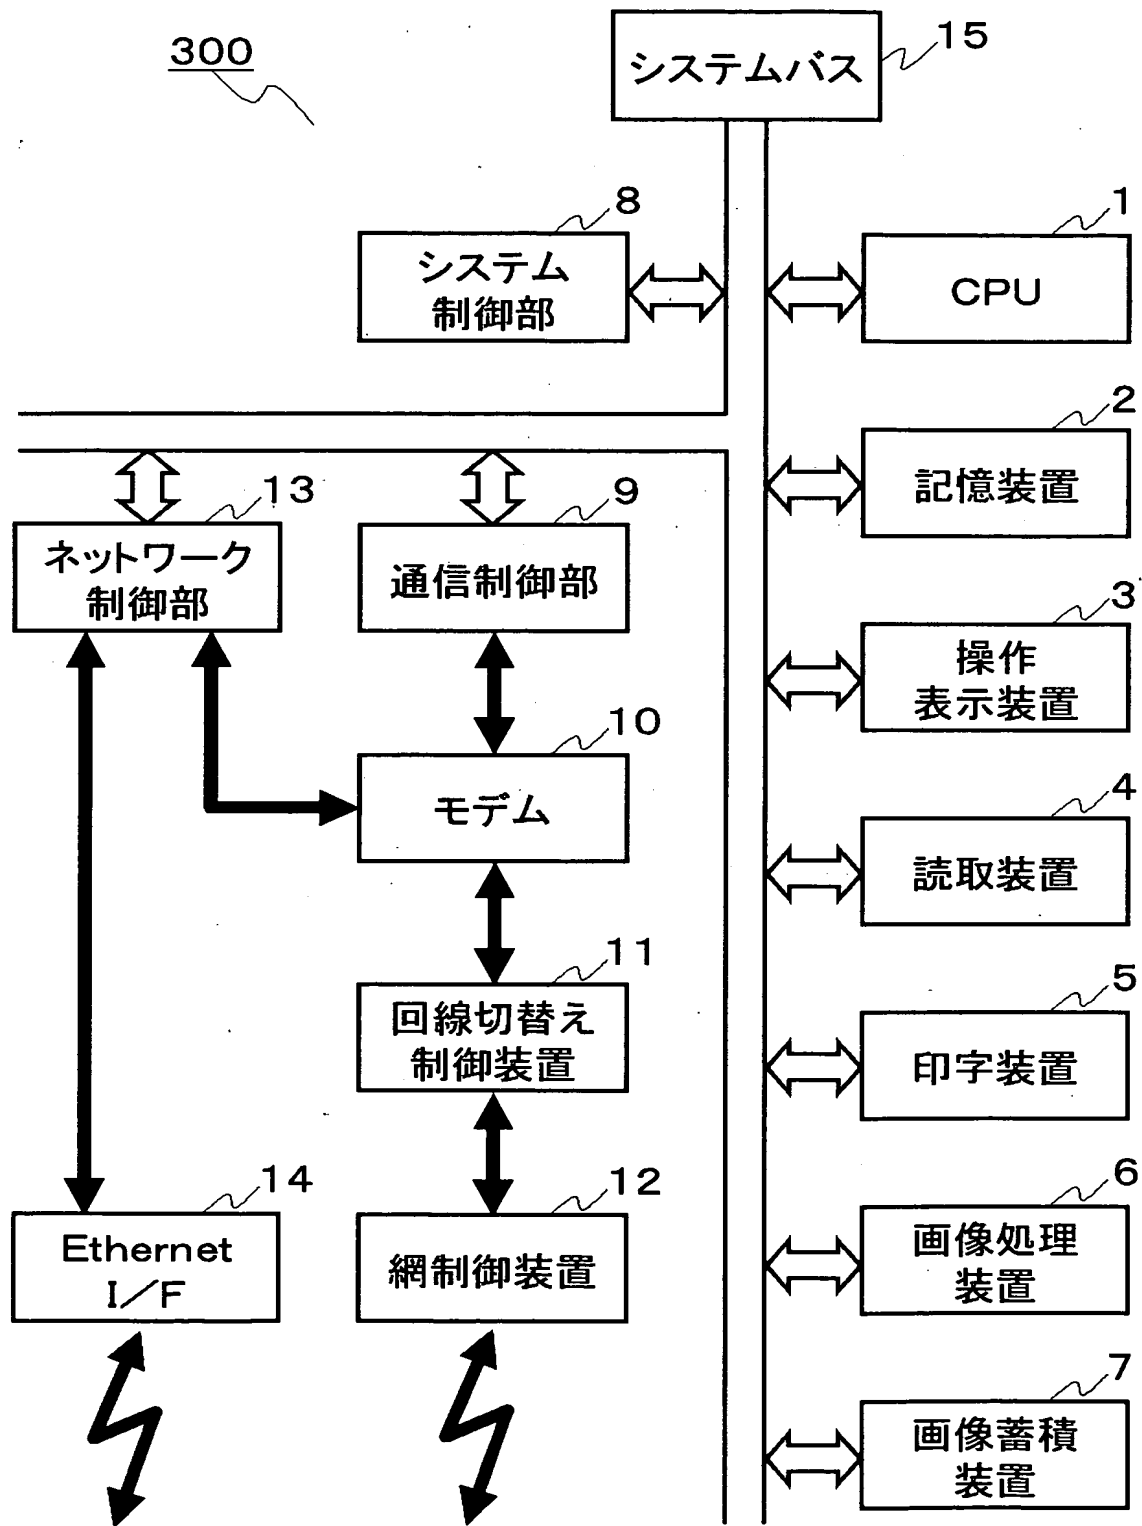 300
システムバス
15
8
システム
制御部
1
CPU
2
記憶装置
13
ネットワーク
制御部
9
通信制御部
3
操作
表示装置
10
モデム
4
読取装置
11
回線切替え
制御装置
5
印字装置
14
Ethernet
I/F
12
網制御装置
6
画像処理
装置
7
画像蓄積
装置